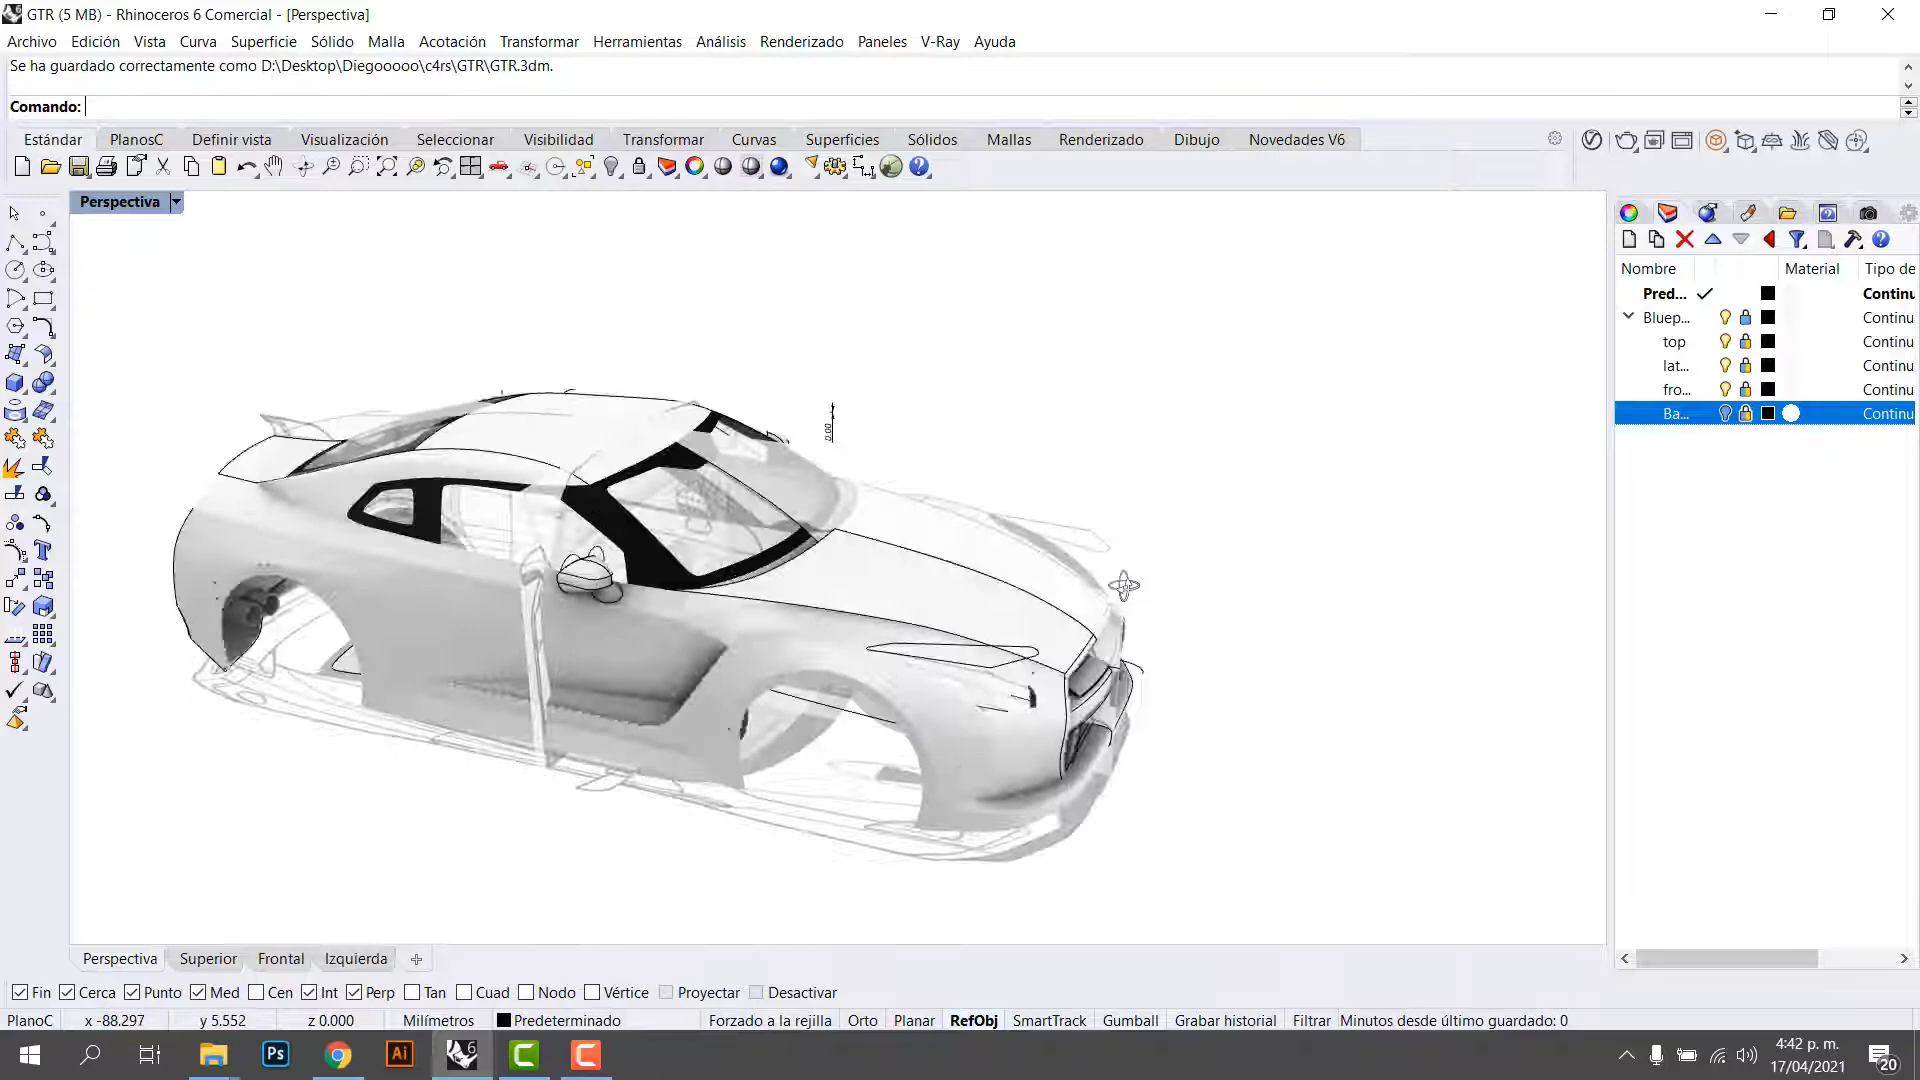 GTR (5 MB) - Rhinoceros 6 Comercial - [Perspectiva]
Archivo Edición Vista Curva Superficie Sólido Malla Acotación Transformar Herramientas Análisis Renderizado Paneles V-Ray Ayuda
Se ha guardado correctamente como D:\Desktop\Diegooooo\c4rs\GTR\GTR.3dm.
Comando:
Estándar PlanosC Definir vista Visualización Seleccionar Visibilidad Transformar Curvas Superficies Sólidos Mallas Renderizado Dibujo Novedades V6
Perspectiva
Nombre Material Tipo de
Pred... Continu
Bluep... Continu
top Continu
lat... Continu
fro... Continu
Ba... Continu
0.00
Perspectiva Superior Frontal Izquierda
Fin Cerca Punto Med Cen Int Perp Tan Cuad Nodo Vértice Proyectar Desactivar
PlanoC x -88.297 y 5.552 z 0.000 Milímetros Predeterminado Forzado a la rejilla Orto Planar RefObj SmartTrack Gumball Grabar historial Filtrar Minutos desde último guardado: 0
Ps Ai 6 C C
4:42 p. m.
17/04/2021
20